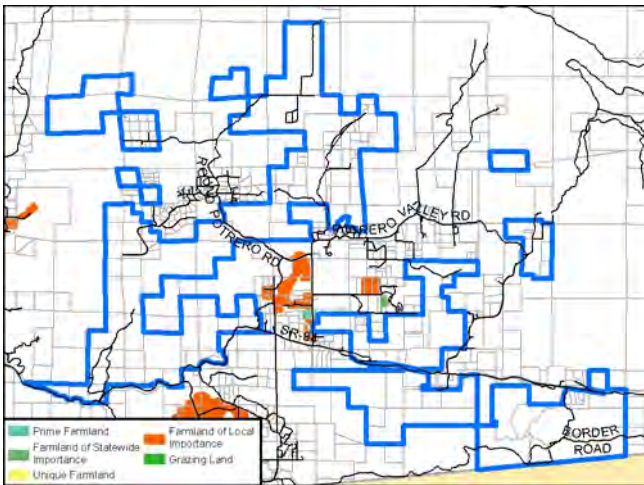 POTRERO VALLEY RD
POTRERO RD
SR-94
BORDER
ROAD
Prime Farmland
Farmland of Statewide
Importance
Unique Farmland
Farmland of Local
Importance
Grazing Land